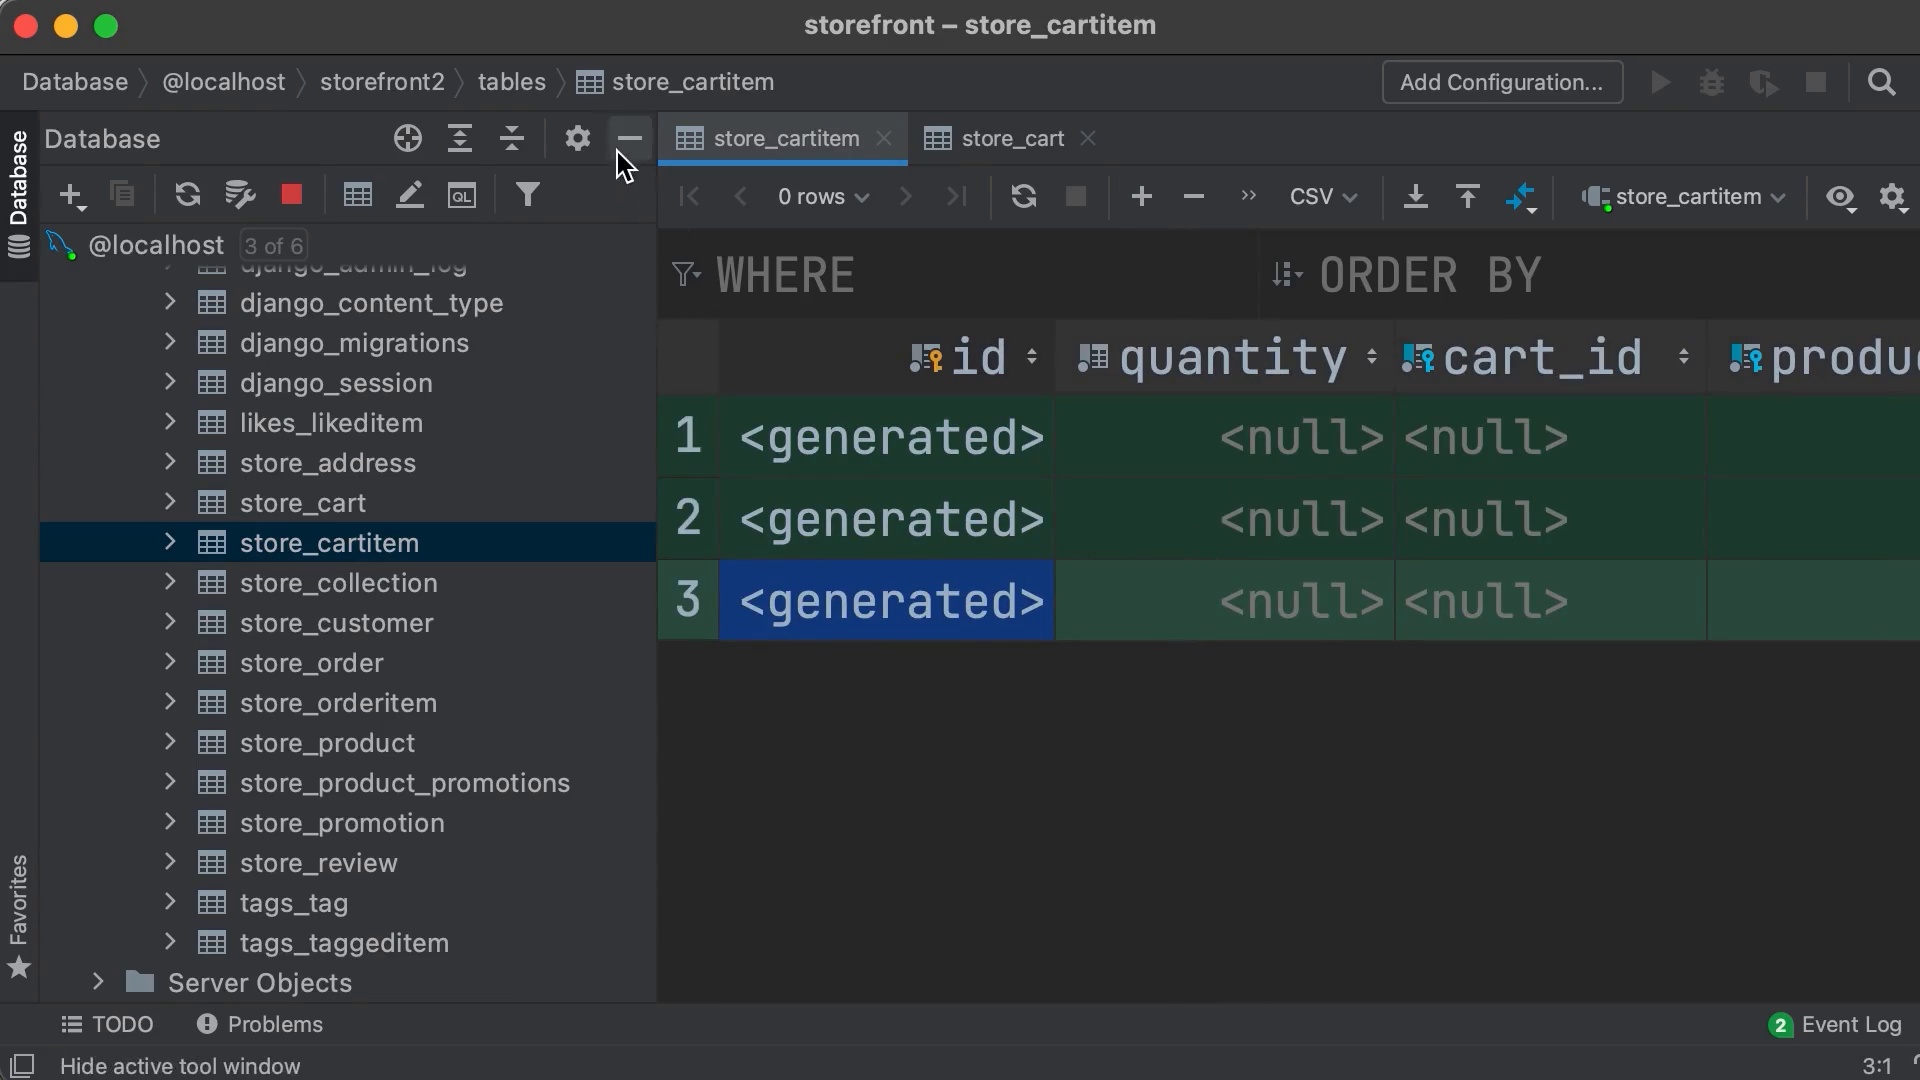 storefront – store_cartitem
Database @localhost storefront2 tables store_cartitem Add Configuration...
Database
Database
store_cartitem store_cart
0 rows CSV store_cartitem
QL
@localhost 3 of 6
WHERE ORDER BY
id quantity cart_id
django_admin_log
django_content_type
django_migrations
django_session
likes_likeditem
store_address
store_cart
store_cartitem
store_collection
store_customer
store_order
store_orderitem
store_product
store_product_promotions
store_promotion
store_review
tags_tag
tags_taggeditem
Server Objects
1 <generated> <null> <null>
2 <generated> <null> <null>
3 <generated> <null> <null>
Favorites
TODO Problems 2 Event Log
Hide active tool window 3:1